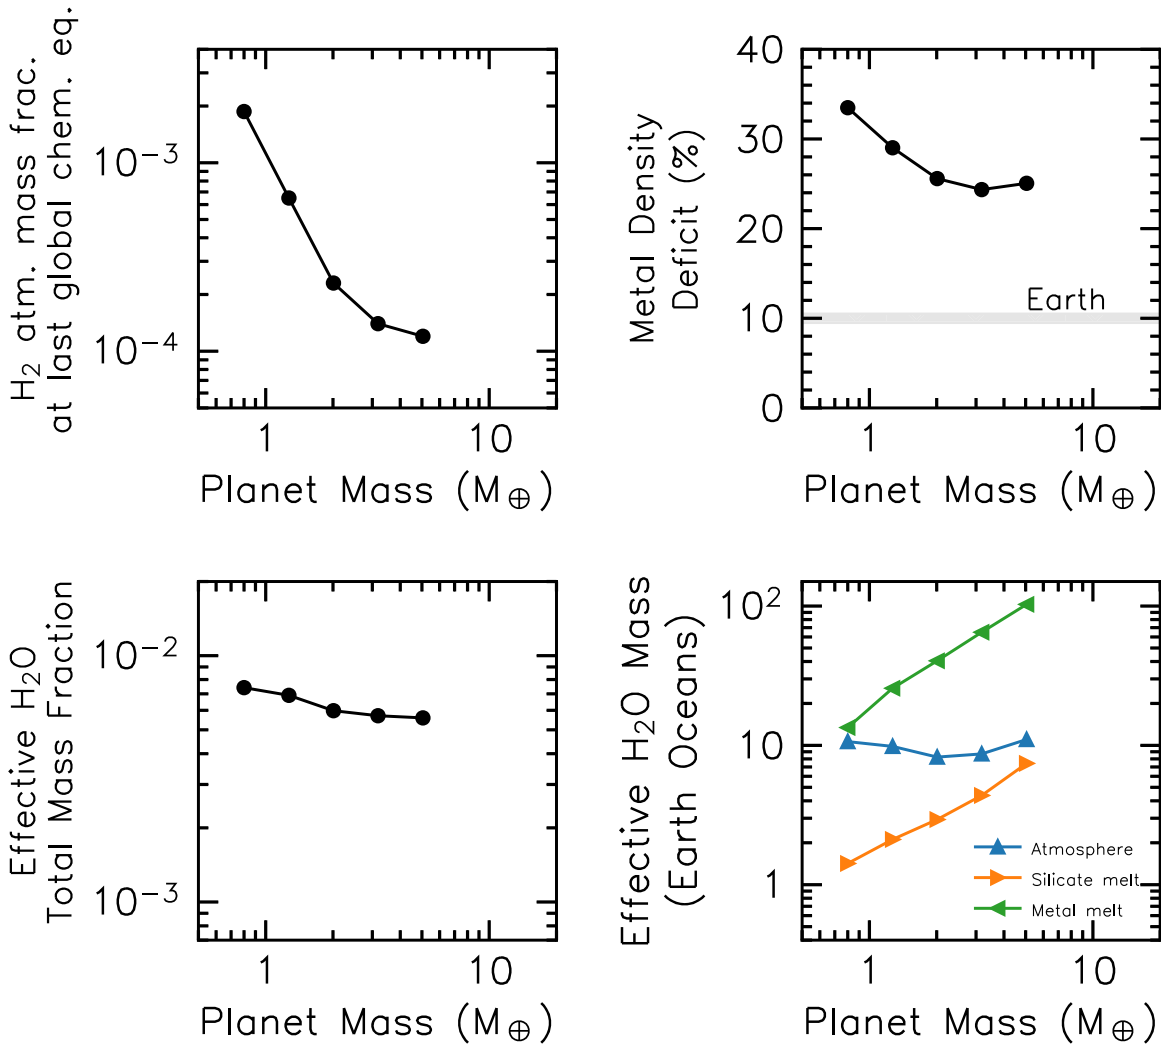 H₂ atm. mass frac.
at last global chem. eq.
10⁻³
10⁻⁴
1
10
Planet Mass (M⊕)
Metal Density
Deficit (%)
40
30
20
10
0
Earth
1
10
Planet Mass (M⊕)
Effective H₂O
Total Mass Fraction
10⁻²
10⁻³
1
10
Planet Mass (M⊕)
Effective H₂O Mass
(Earth Oceans)
10²
10
1
Atmosphere
Silicate melt
Metal melt
1
10
Planet Mass (M⊕)